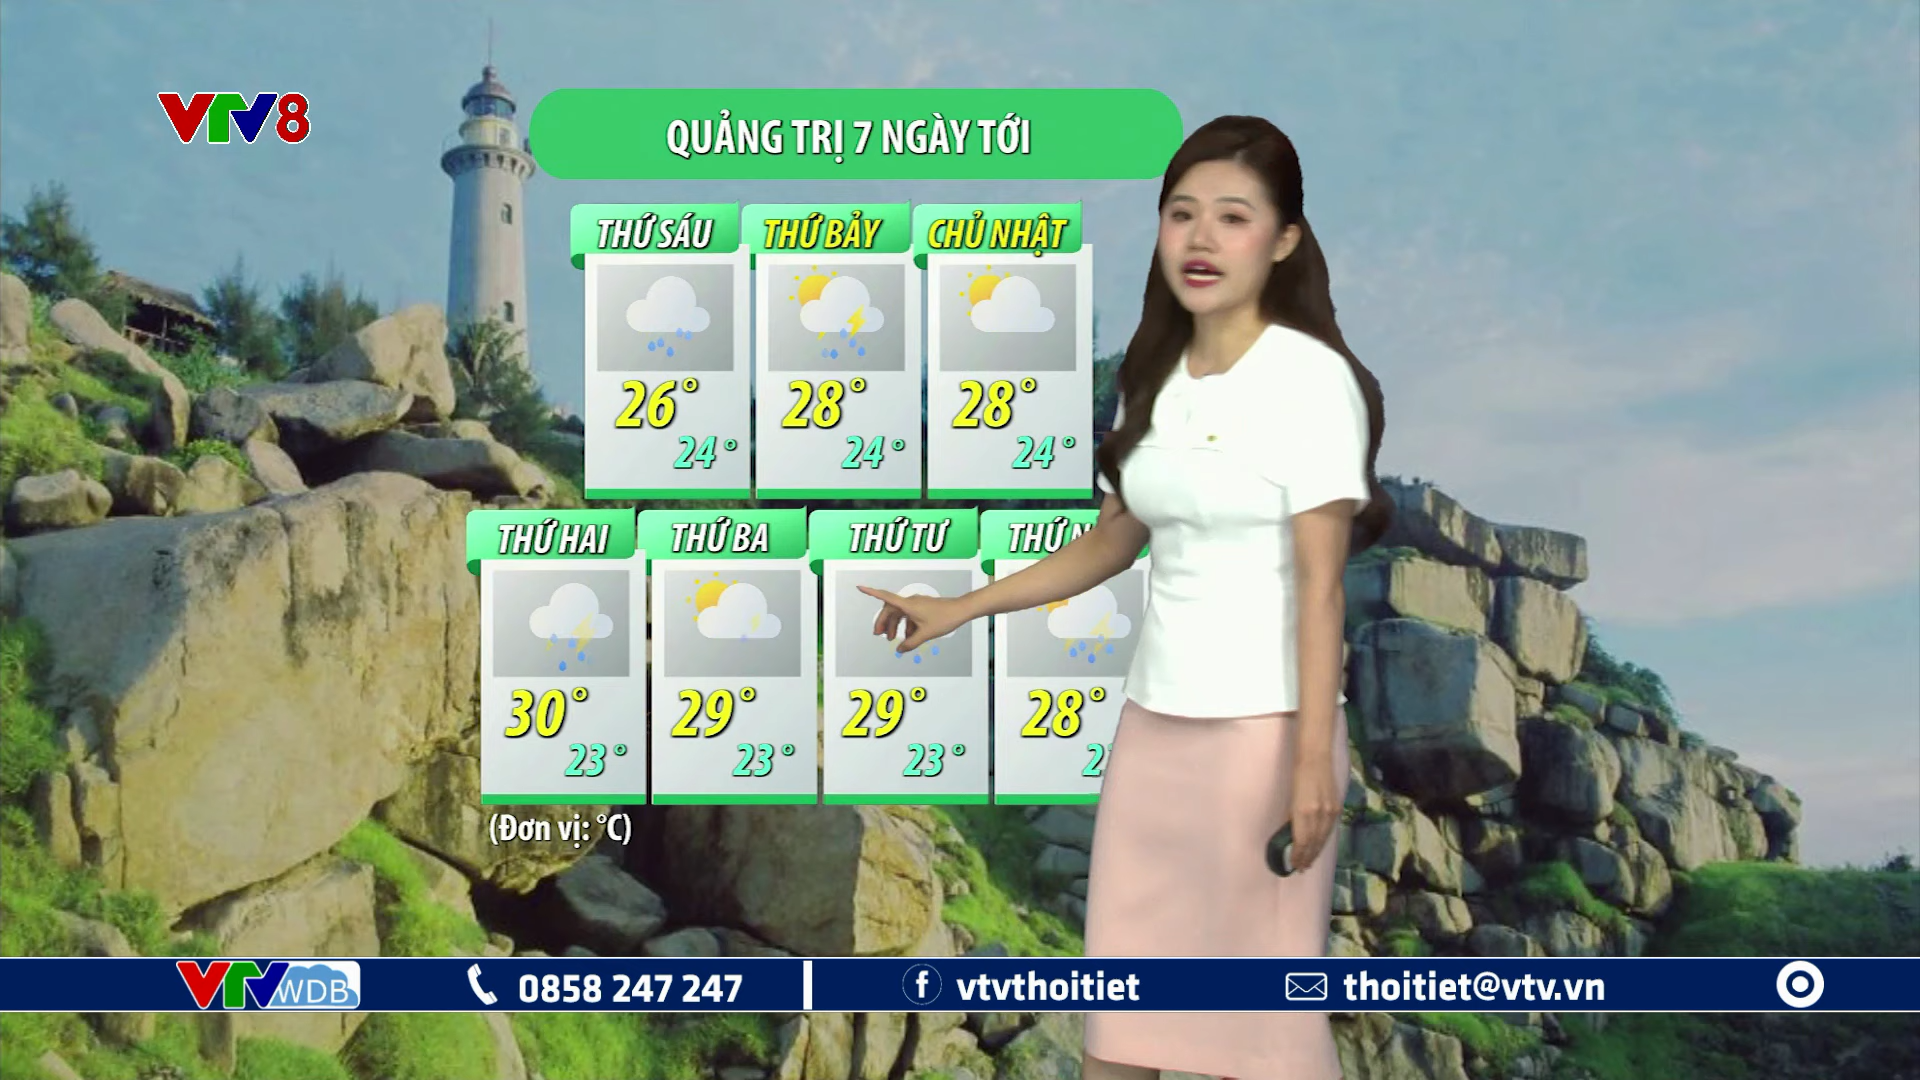 VTV8
QUẢNG TRỊ 7 NGÀY TỚI
THỨ SÁU
THỨ BẢY
CHỦ NHẬT
26°
24°
28°
24°
28°
24°
THỨ HAI
THỨ BA
THỨ TƯ
THỨ
30°
23°
29°
23°
29°
23°
28°
(Đơn vị: °C)
VTV WDB
0858 247 247
vtvthoitiet
thoitiet@vtv.vn